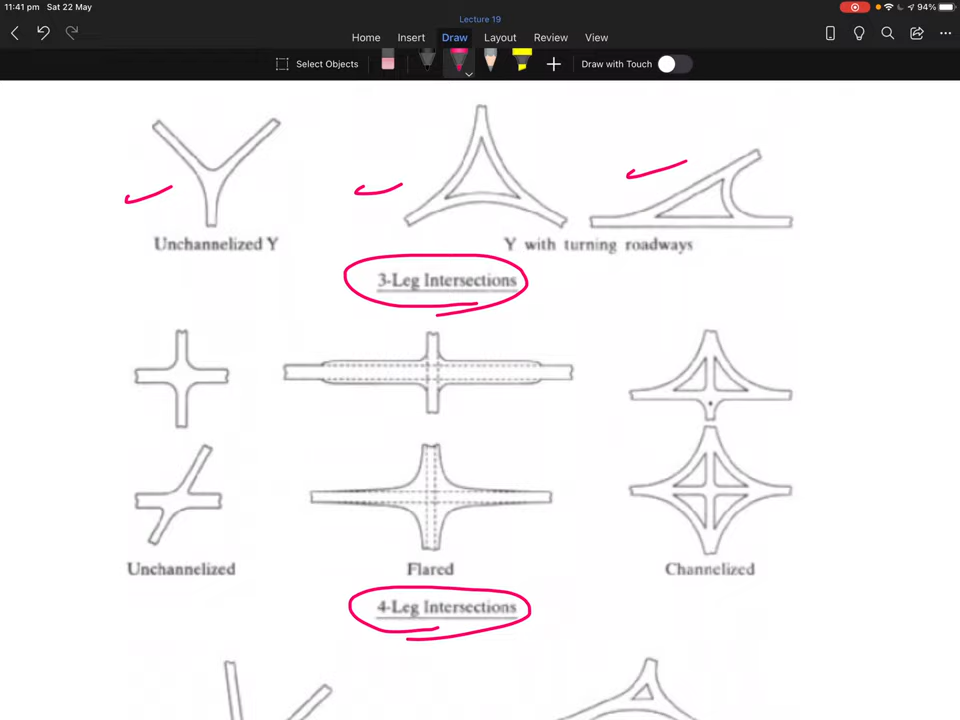 11:41 pm Sat 22 May
94%
Lecture 19
Home Insert Draw Layout Review View
Select Objects
Draw with Touch
Unchannelized Y
Y with turning roadways
3-Leg Intersections
Unchannelized
Flared
Channelized
4-Leg Intersections